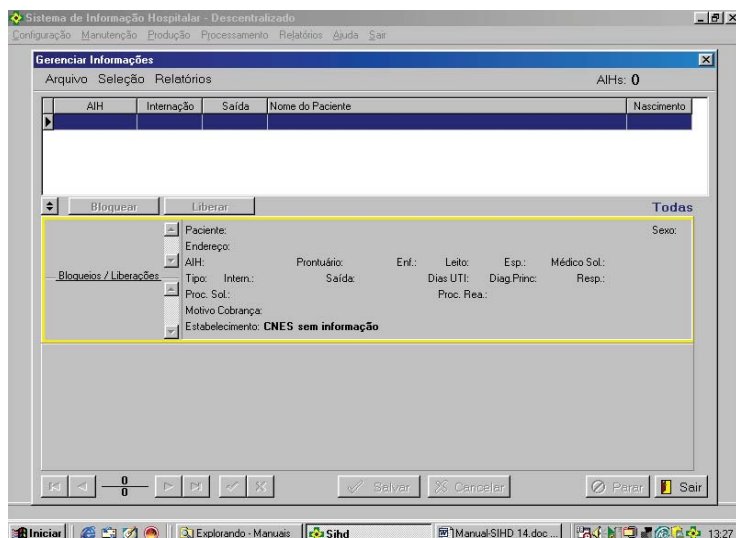 Sistema de Informação Hospitalar - Descentralizado
Configuração Manutenção Produção Processamento Relatórios Ajuda Sair
Gerenciar Informações
Arquivo Seleção Relatórios AIHs: 0
AIH Internação Saída Nome do Paciente Nascimento
Bloquear Liberar Todas
Paciente: Sexo:
Endereço:
AIH: Prontuário: Enf.: Leito: Esp.: Médico Sol.:
Bloqueios / Liberações Tipo: Intern.: Saída: Dias UTI: Diag.Princ: Resp.:
Proc. Sol.: Proc. Rea.:
Motivo Cobrança:
Estabelecimento: CNES sem informação
0
0
Salvar Cancelar Parar Sair
Iniciar Explorando - Manuais Sihd Manual-SIHD 14.doc ... 13:27